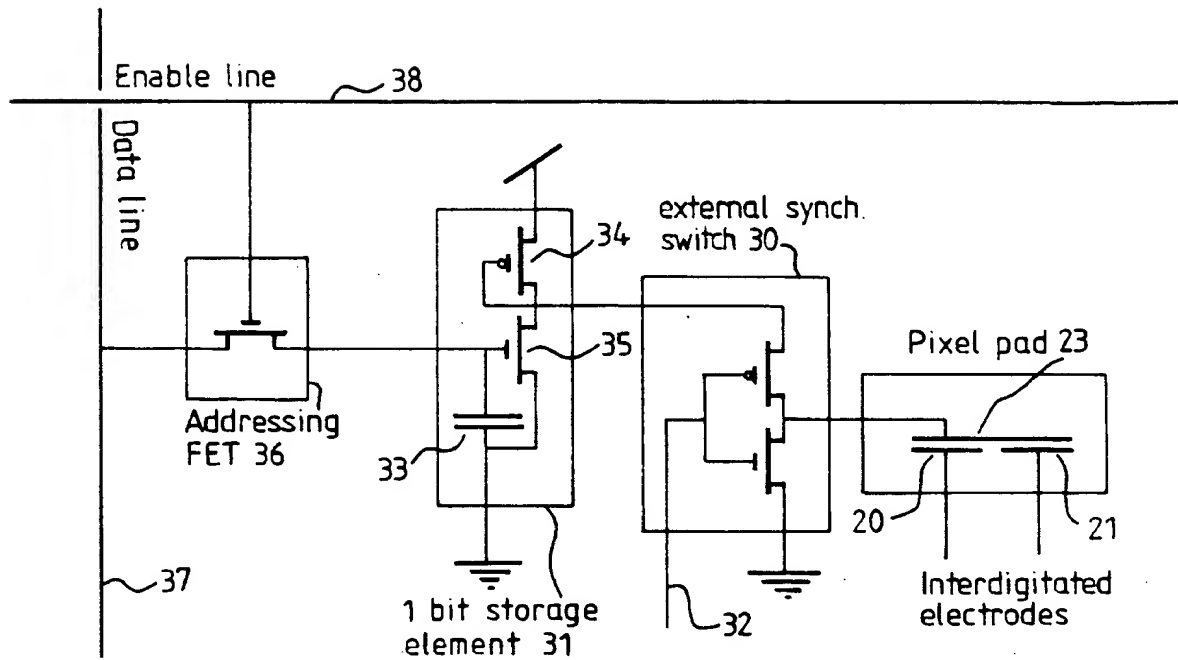 Enable line
38
Data line
34
external synch.
switch 30
35
Pixel pad 23
Addressing
FET 36
33
20
21
37
1 bit storage
element 31
32
Interdigitated
electrodes